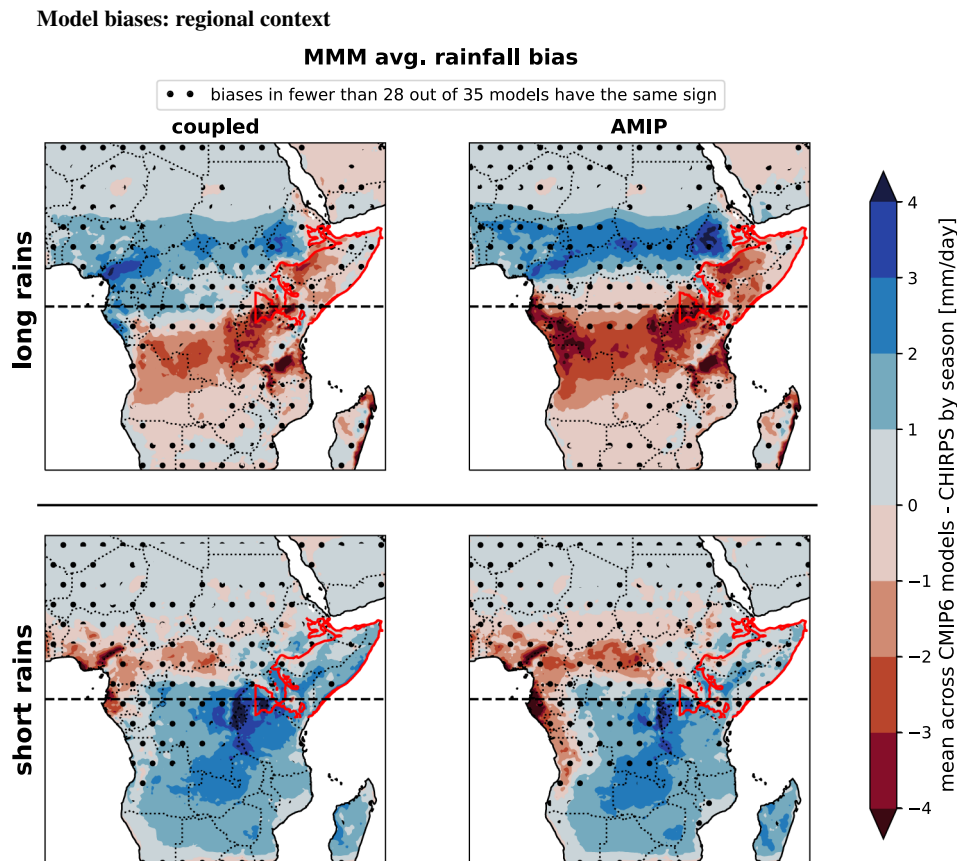 Model biases: regional context
MMM avg. rainfall bias
biases in fewer than 28 out of 35 models have the same sign
coupled
AMIP
long rains
short rains
4
3
2
1
0
−1
−2
−3
−4
mean across CMIP6 models - CHIRPS by season [mm/day]